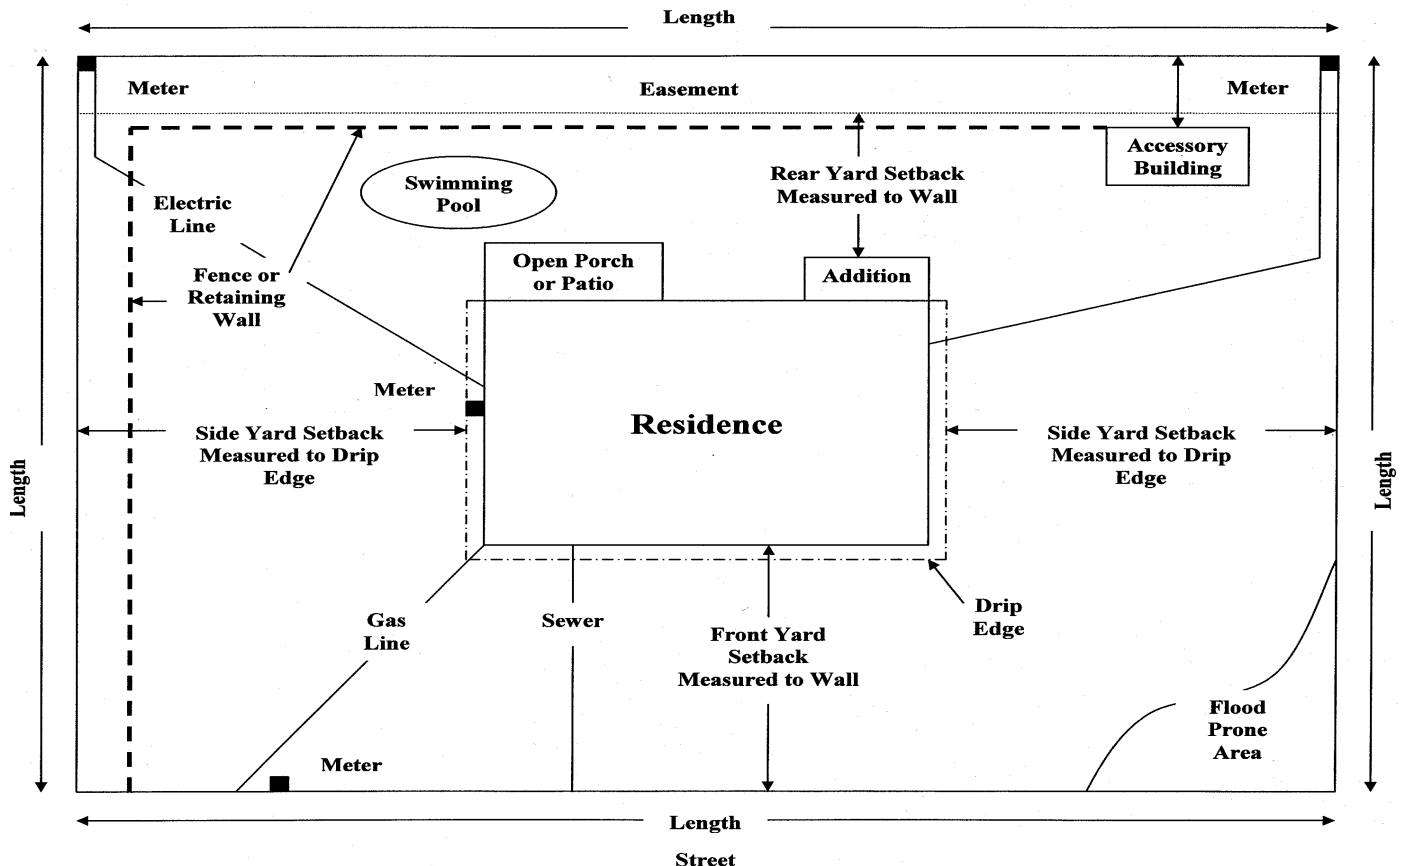 Length
Meter
Easement
Meter
Accessory
Building
Rear Yard Setback
Measured to Wall
Swimming
Pool
Electric
Line
Open Porch
or Patio
Addition
Fence or
Retaining
Wall
Meter
Residence
Side Yard Setback
Measured to Drip
Edge
Side Yard Setback
Measured to Drip
Edge
Length
Length
Gas
Line
Sewer
Front Yard
Setback
Measured to Wall
Drip
Edge
Flood
Prone
Area
Meter
Length
Street